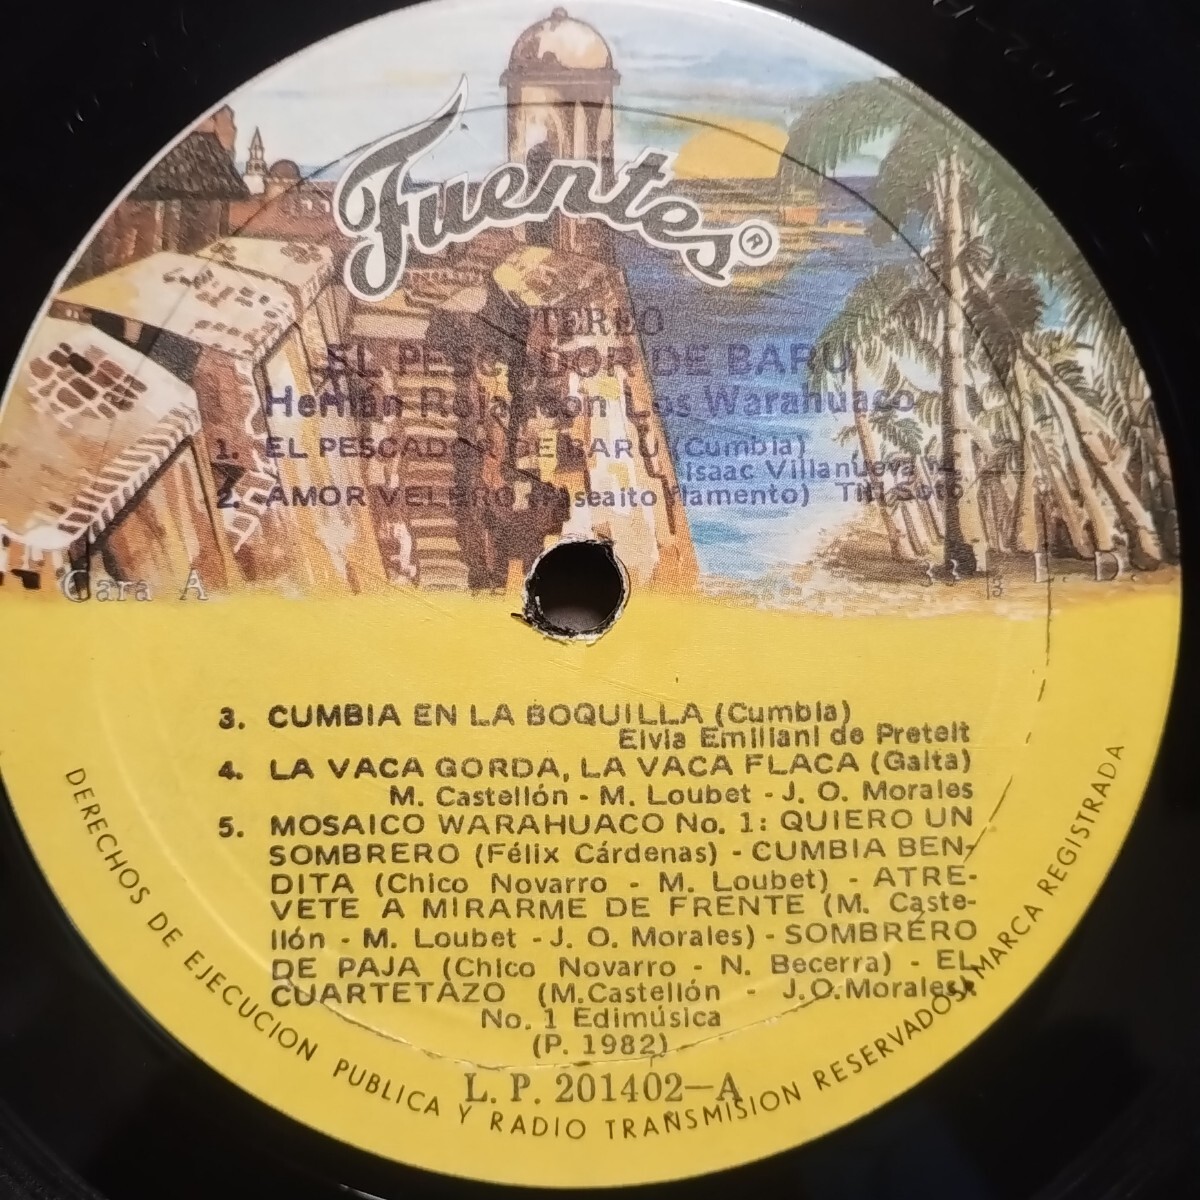 Fuentes®
STEREO
EL PESCADOR DE BARU
Hernán Rojas con Los Warahuaco
1. EL PESCADOR DE BARU (Cumbia)
Isaac Villanueva
2. AMOR VELERO (Paseaito Flamento) Titi Soto
Cara A
33 ⅓ L. D.
3. CUMBIA EN LA BOQUILLA (Cumbia)
Elvia Emiliani de Pretelt
4. LA VACA GORDA, LA VACA FLACA (Gaita)
M. Castellón - M. Loubet - J. O. Morales
5. MOSAICO WARAHUACO No. 1: QUIERO UN
SOMBRERO (Félix Cárdenas) - CUMBIA BEN-
DITA (Chico Novarro - M. Loubet) - ATRE-
VETE A MIRARME DE FRENTE (M. Caste-
llón - M. Loubet - J. O. Morales) - SOMBRERO
DE PAJA (Chico Novarro - N. Becerra) - EL
CUARTETAZO (M. Castellón - J.O. Morales)
No. 1 Edimúsica
(P. 1982)
L. P. 201402-A
DERECHOS DE EJECUCION PUBLICA Y RADIO TRANSMISION RESERVADOS MARCA REGISTRADA